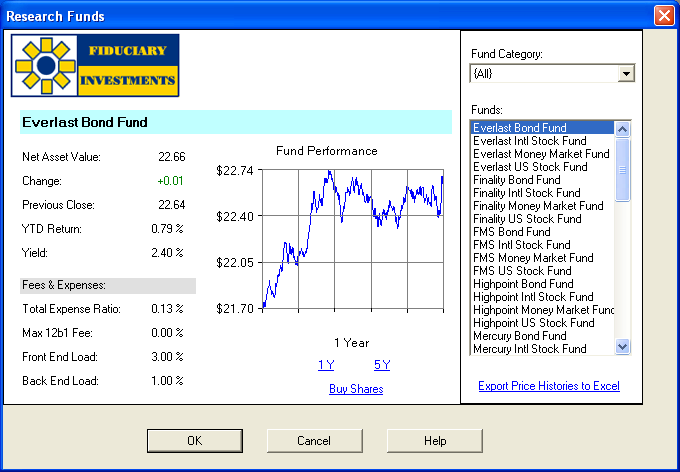 Research Funds
FIDUCIARY
INVESTMENTS
Everlast Bond Fund
Net Asset Value: 22.66
Change: +0.01
Previous Close: 22.64
YTD Return: 0.79 %
Yield: 2.40 %
Fees & Expenses:
Total Expense Ratio: 0.13 %
Max 12b1 Fee: 0.00 %
Front End Load: 3.00 %
Back End Load: 1.00 %
Fund Performance
$22.74
$22.40
$22.05
$21.70
1 Year
1 Y 5 Y
Buy Shares
Fund Category:
{All}
Funds:
Everlast Bond Fund
Everlast Intl Stock Fund
Everlast Money Market Fund
Everlast US Stock Fund
Finality Bond Fund
Finality Intl Stock Fund
Finality Money Market Fund
Finality US Stock Fund
FMS Bond Fund
FMS Intl Stock Fund
FMS Money Market Fund
FMS US Stock Fund
Highpoint Bond Fund
Highpoint Intl Stock Fund
Highpoint Money Market Fund
Highpoint US Stock Fund
Mercury Bond Fund
Mercury Intl Stock Fund
Export Price Histories to Excel
OK Cancel Help